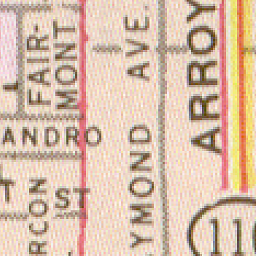 FAIR-
MONT.
YMOND AVE.
ARROY
ANDRO
T ST
RCON
110